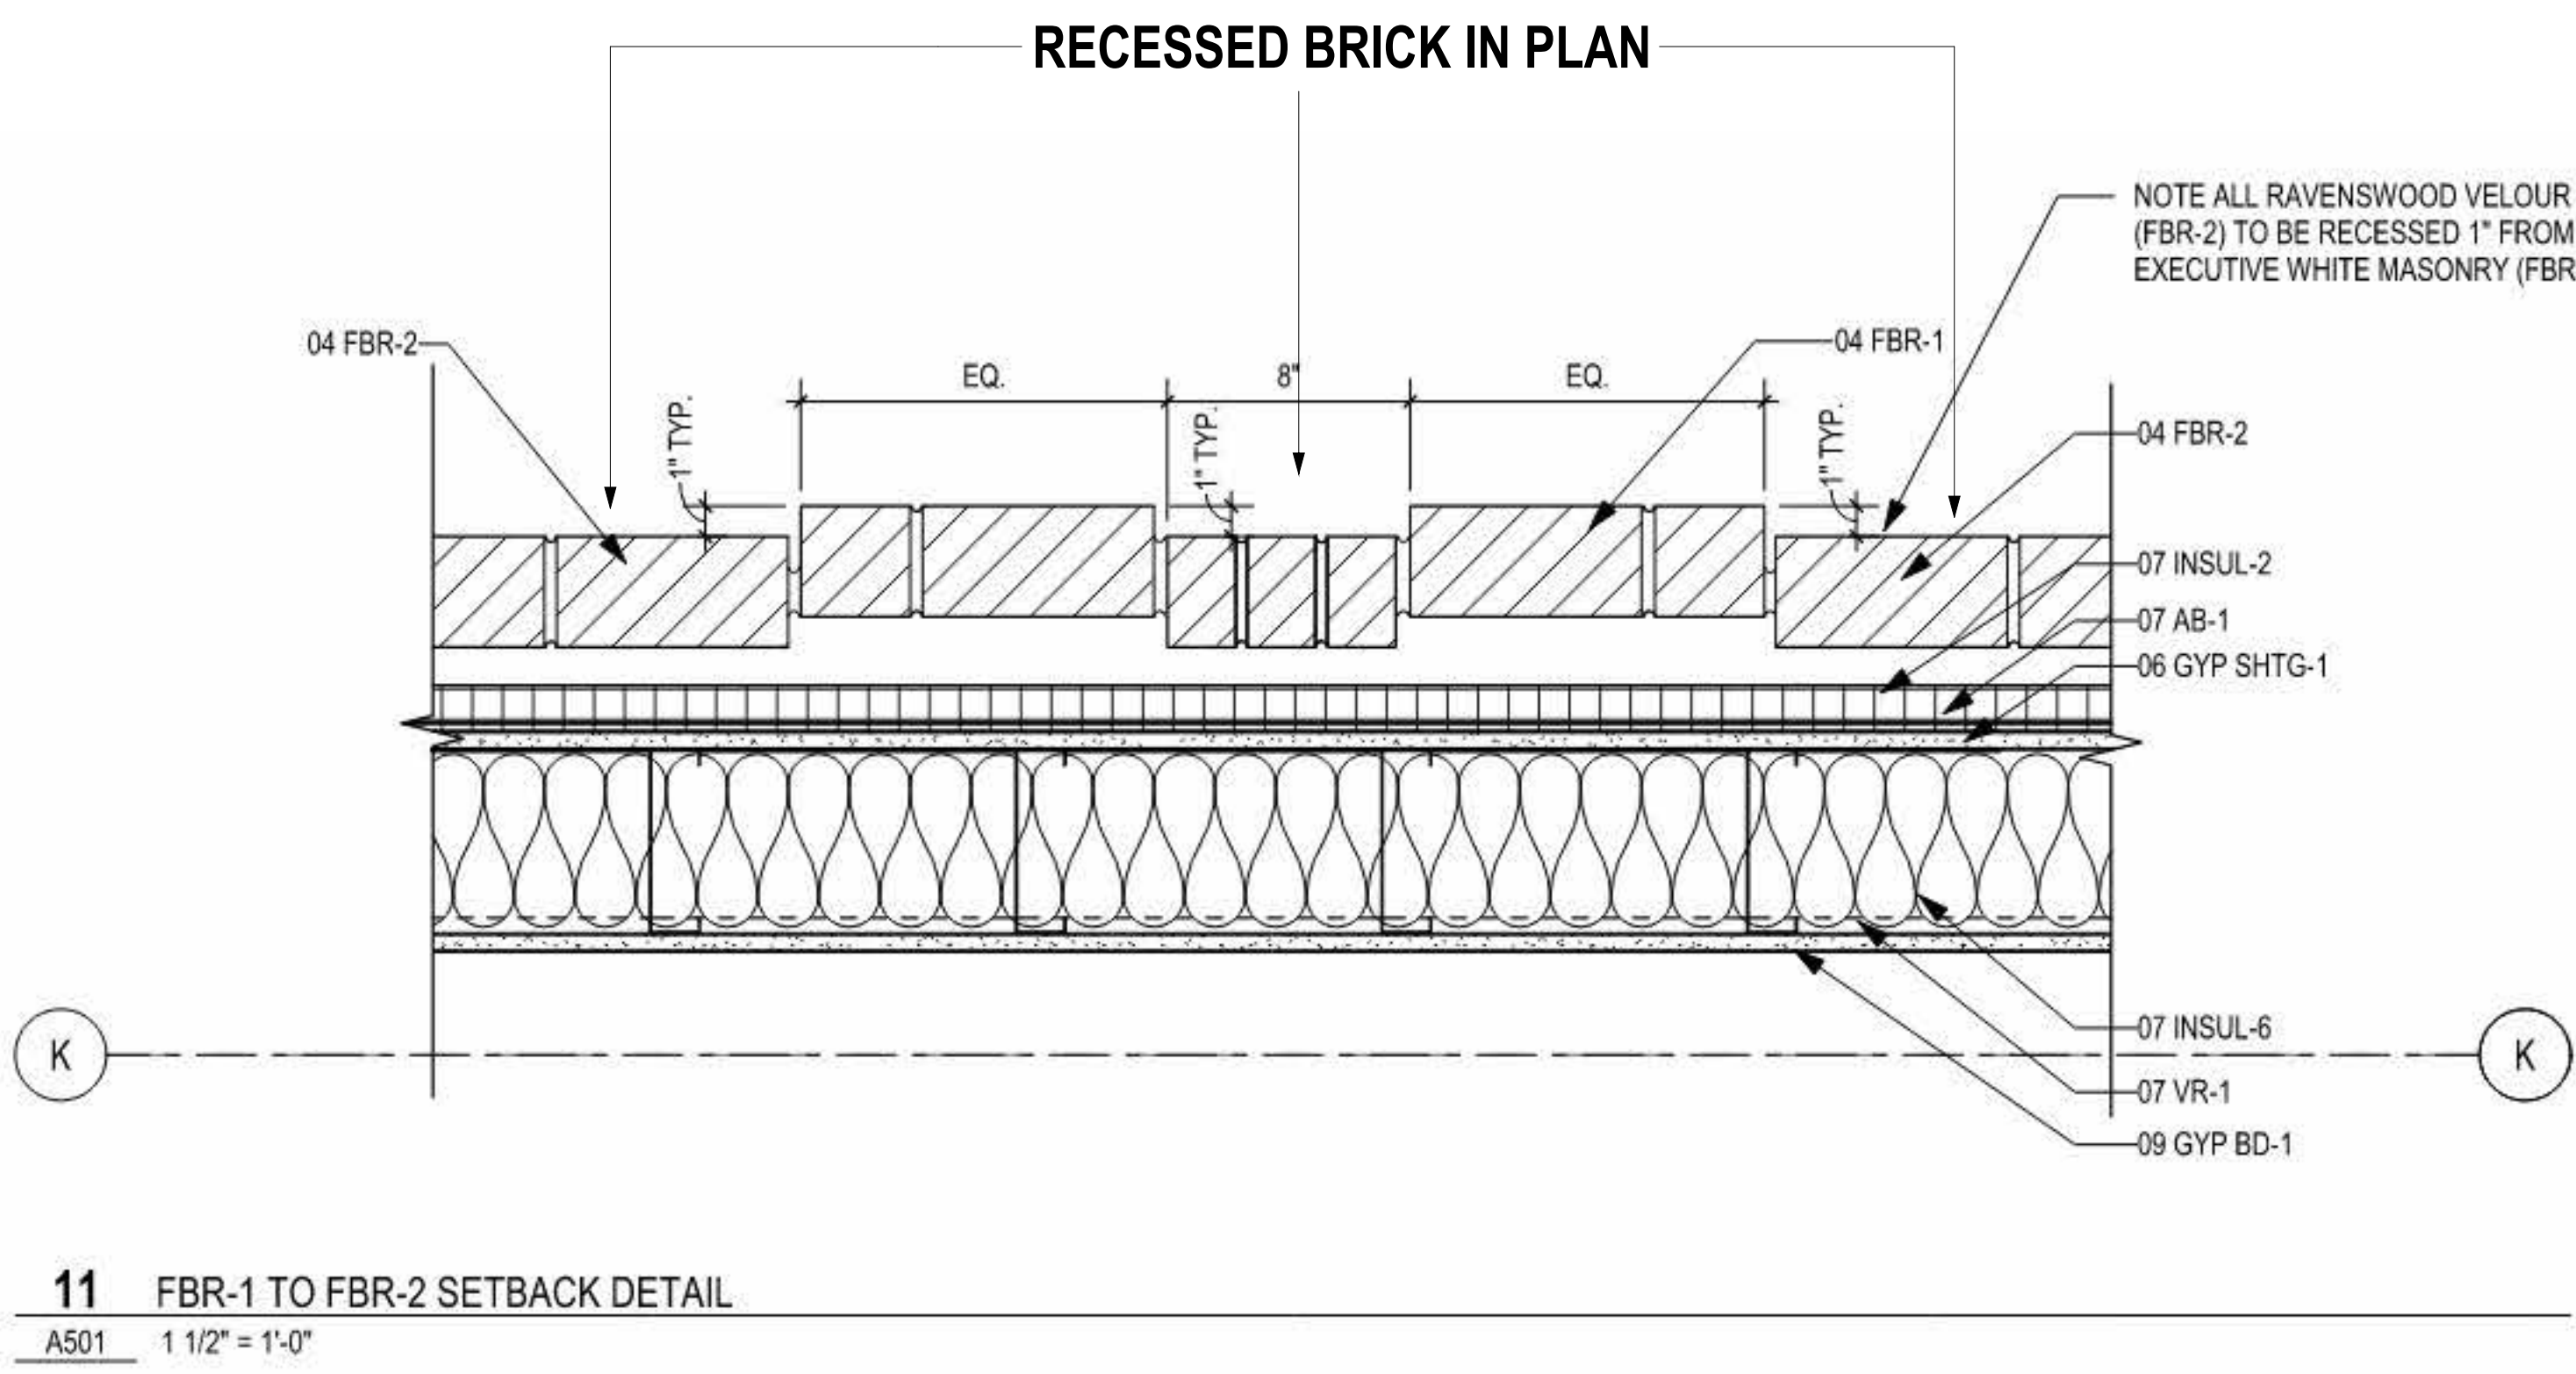 RECESSED BRICK IN PLAN
NOTE ALL RAVENSWOOD VELOUR
(FBR-2) TO BE RECESSED 1" FROM
EXECUTIVE WHITE MASONRY (FBR
04 FBR-2
04 FBR-1
EQ.
8"
EQ.
1" TYP.
1" TYP.
1" TYP.
04 FBR-2
07 INSUL-2
07 AB-1
06 GYP SHTG-1
K
K
07 INSUL-6
07 VR-1
09 GYP BD-1
11 FBR-1 TO FBR-2 SETBACK DETAIL
A501 1 1/2" = 1'-0"